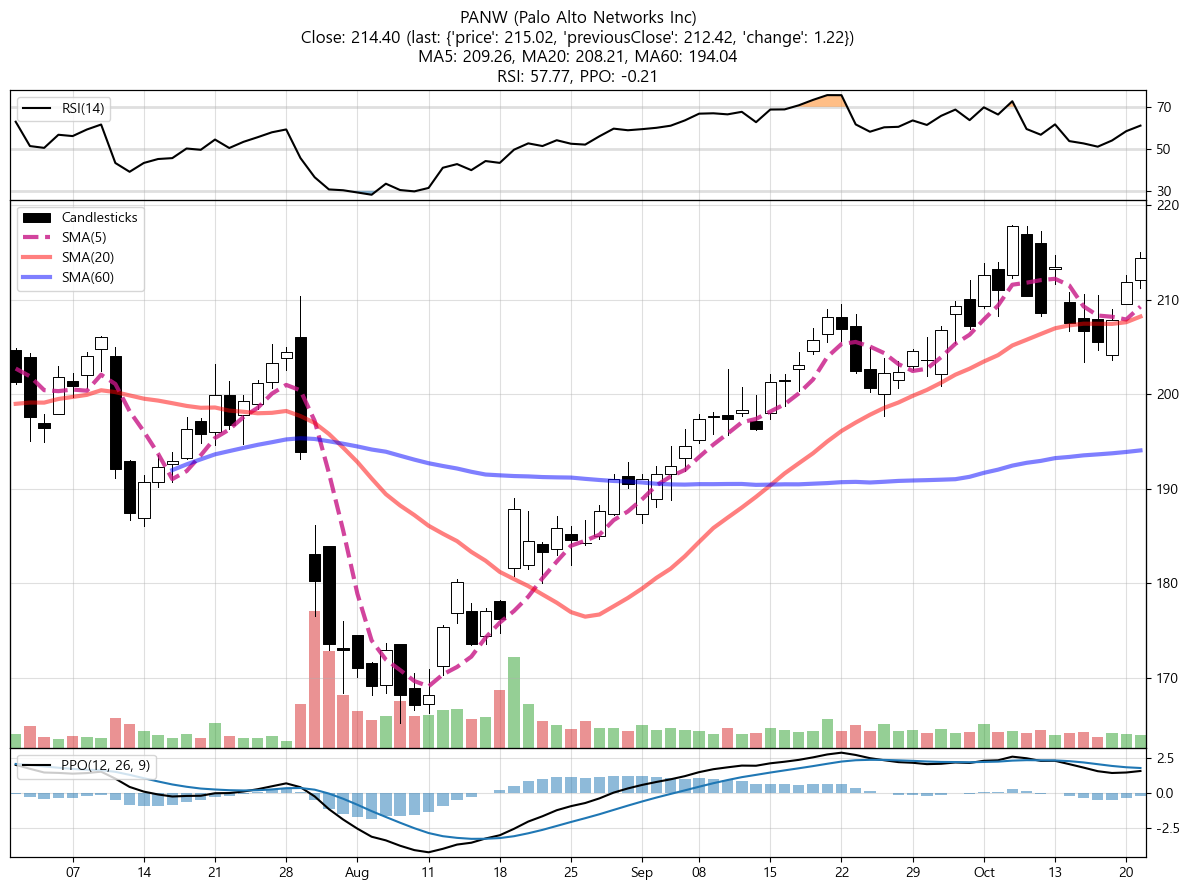 PANW (Palo Alto Networks Inc)
Close: 214.40 (last: {'price': 215.02, 'previousClose': 212.42, 'change': 1.22})
MA5: 209.26, MA20: 208.21, MA60: 194.04
RSI: 57.77, PPO: -0.21
RSI(14)
70
50
30
Candlesticks
SMA(5)
SMA(20)
SMA(60)
220
210
200
190
180
170
PPO(12, 26, 9)
2.5
0.0
-2.5
07 14 21 28 Aug 11 18 25 Sep 08 15 22 29 Oct 13 20